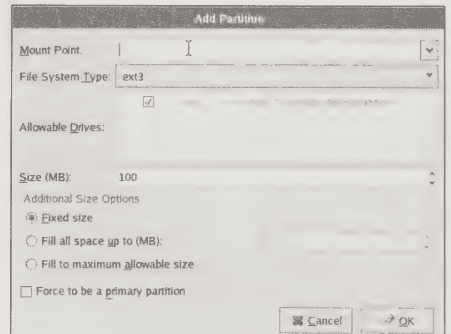 Add Partition
Mount Point:
File System Type: ext3
Allowable Drives:
Size (MB): 100
Additional Size Options
Fixed size
Fill all space up to (MB):
Fill to maximum allowable size
Force to be a primary partition
Cancel OK